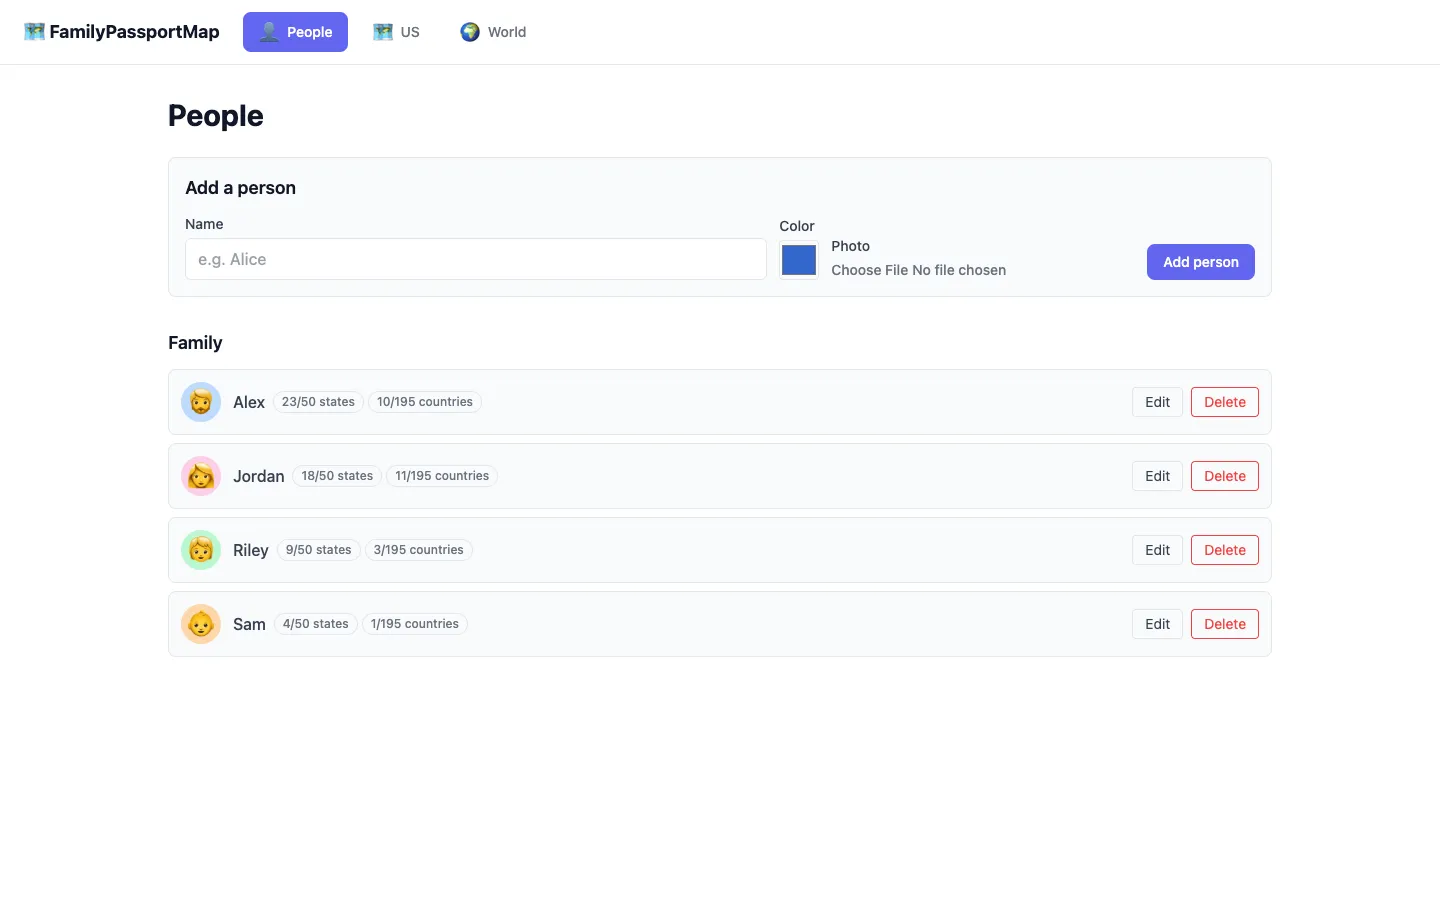 FamilyPassportMap People US World
People
Add a person
Name
e.g. Alice
Color
Photo
Choose File No file chosen
Add person
Family
Alex 23/50 states 10/195 countries Edit Delete
Jordan 18/50 states 11/195 countries Edit Delete
Riley 9/50 states 3/195 countries Edit Delete
Sam 4/50 states 1/195 countries Edit Delete